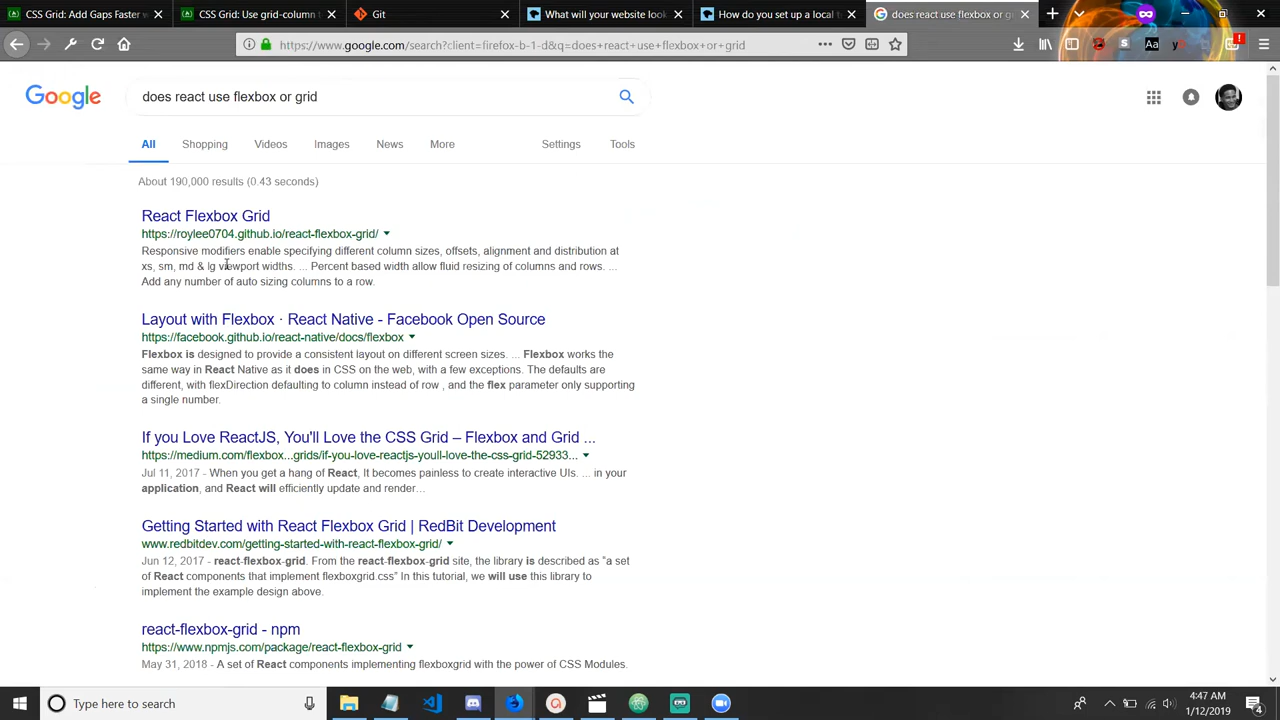 CSS Grid: Add Gaps Faster w
CSS Grid: Use grid-column t
Git
What will your website look
How do you set up a local t
does react use flexbox or gr
https://www.google.com/search?client=firefox-b-1-d&q=does+react+use+flexbox+or+grid
Google
does react use flexbox or grid
All
Shopping
Videos
Images
News
More
Settings
Tools
About 190,000 results (0.43 seconds)
React Flexbox Grid
https://roylee0704.github.io/react-flexbox-grid/
Responsive modifiers enable specifying different column sizes, offsets, alignment and distribution at
xs, sm, md & lg viewport widths. ... Percent based width allow fluid resizing of columns and rows. ...
Add any number of auto sizing columns to a row.
Layout with Flexbox · React Native - Facebook Open Source
https://facebook.github.io/react-native/docs/flexbox
Flexbox is designed to provide a consistent layout on different screen sizes. ... Flexbox works the
same way in React Native as it does in CSS on the web, with a few exceptions. The defaults are
different, with flexDirection defaulting to column instead of row , and the flex parameter only supporting
a single number.
If you Love ReactJS, You'll Love the CSS Grid – Flexbox and Grid ...
https://medium.com/flexbox...grids/if-you-love-reactjs-youll-love-the-css-grid-52933...
Jul 11, 2017 - When you get a hang of React, It becomes painless to create interactive UIs. ... in your
application, and React will efficiently update and render…
Getting Started with React Flexbox Grid | RedBit Development
www.redbitdev.com/getting-started-with-react-flexbox-grid/
Jun 12, 2017 - react-flexbox-grid. From the react-flexbox-grid site, the library is described as "a set
of React components that implement flexboxgrid.css" In this tutorial, we will use this library to
implement the example design above.
react-flexbox-grid - npm
https://www.npmjs.com/package/react-flexbox-grid
May 31, 2018 - A set of React components implementing flexboxgrid with the power of CSS Modules.
Type here to search
4:47 AM
1/12/2019
4